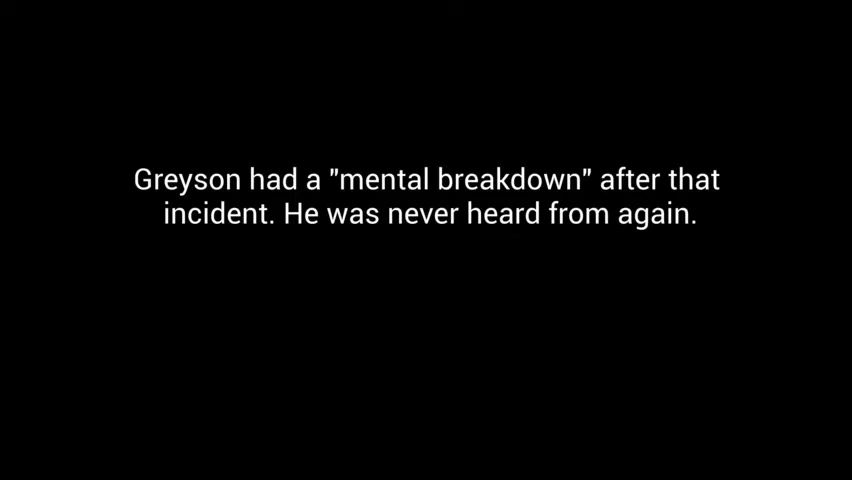 Greyson had a "mental breakdown" after that
incident. He was never heard from again.